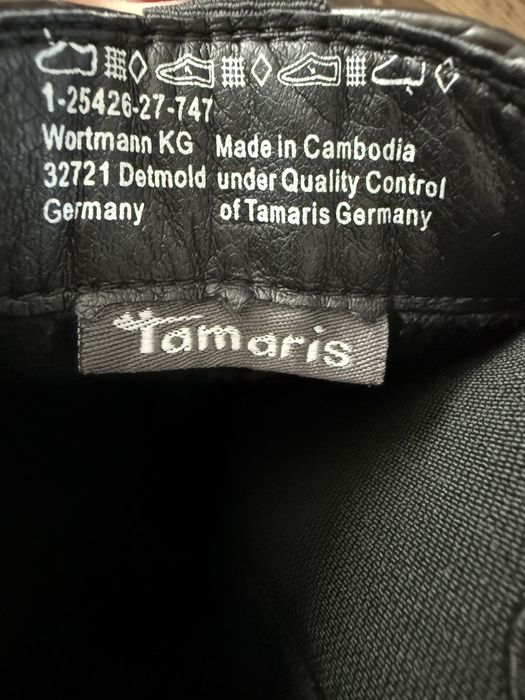 1-25426-27-747
Wortmann KG Made in Cambodia
32721 Detmold under Quality Control
Germany of Tamaris Germany
Tamaris